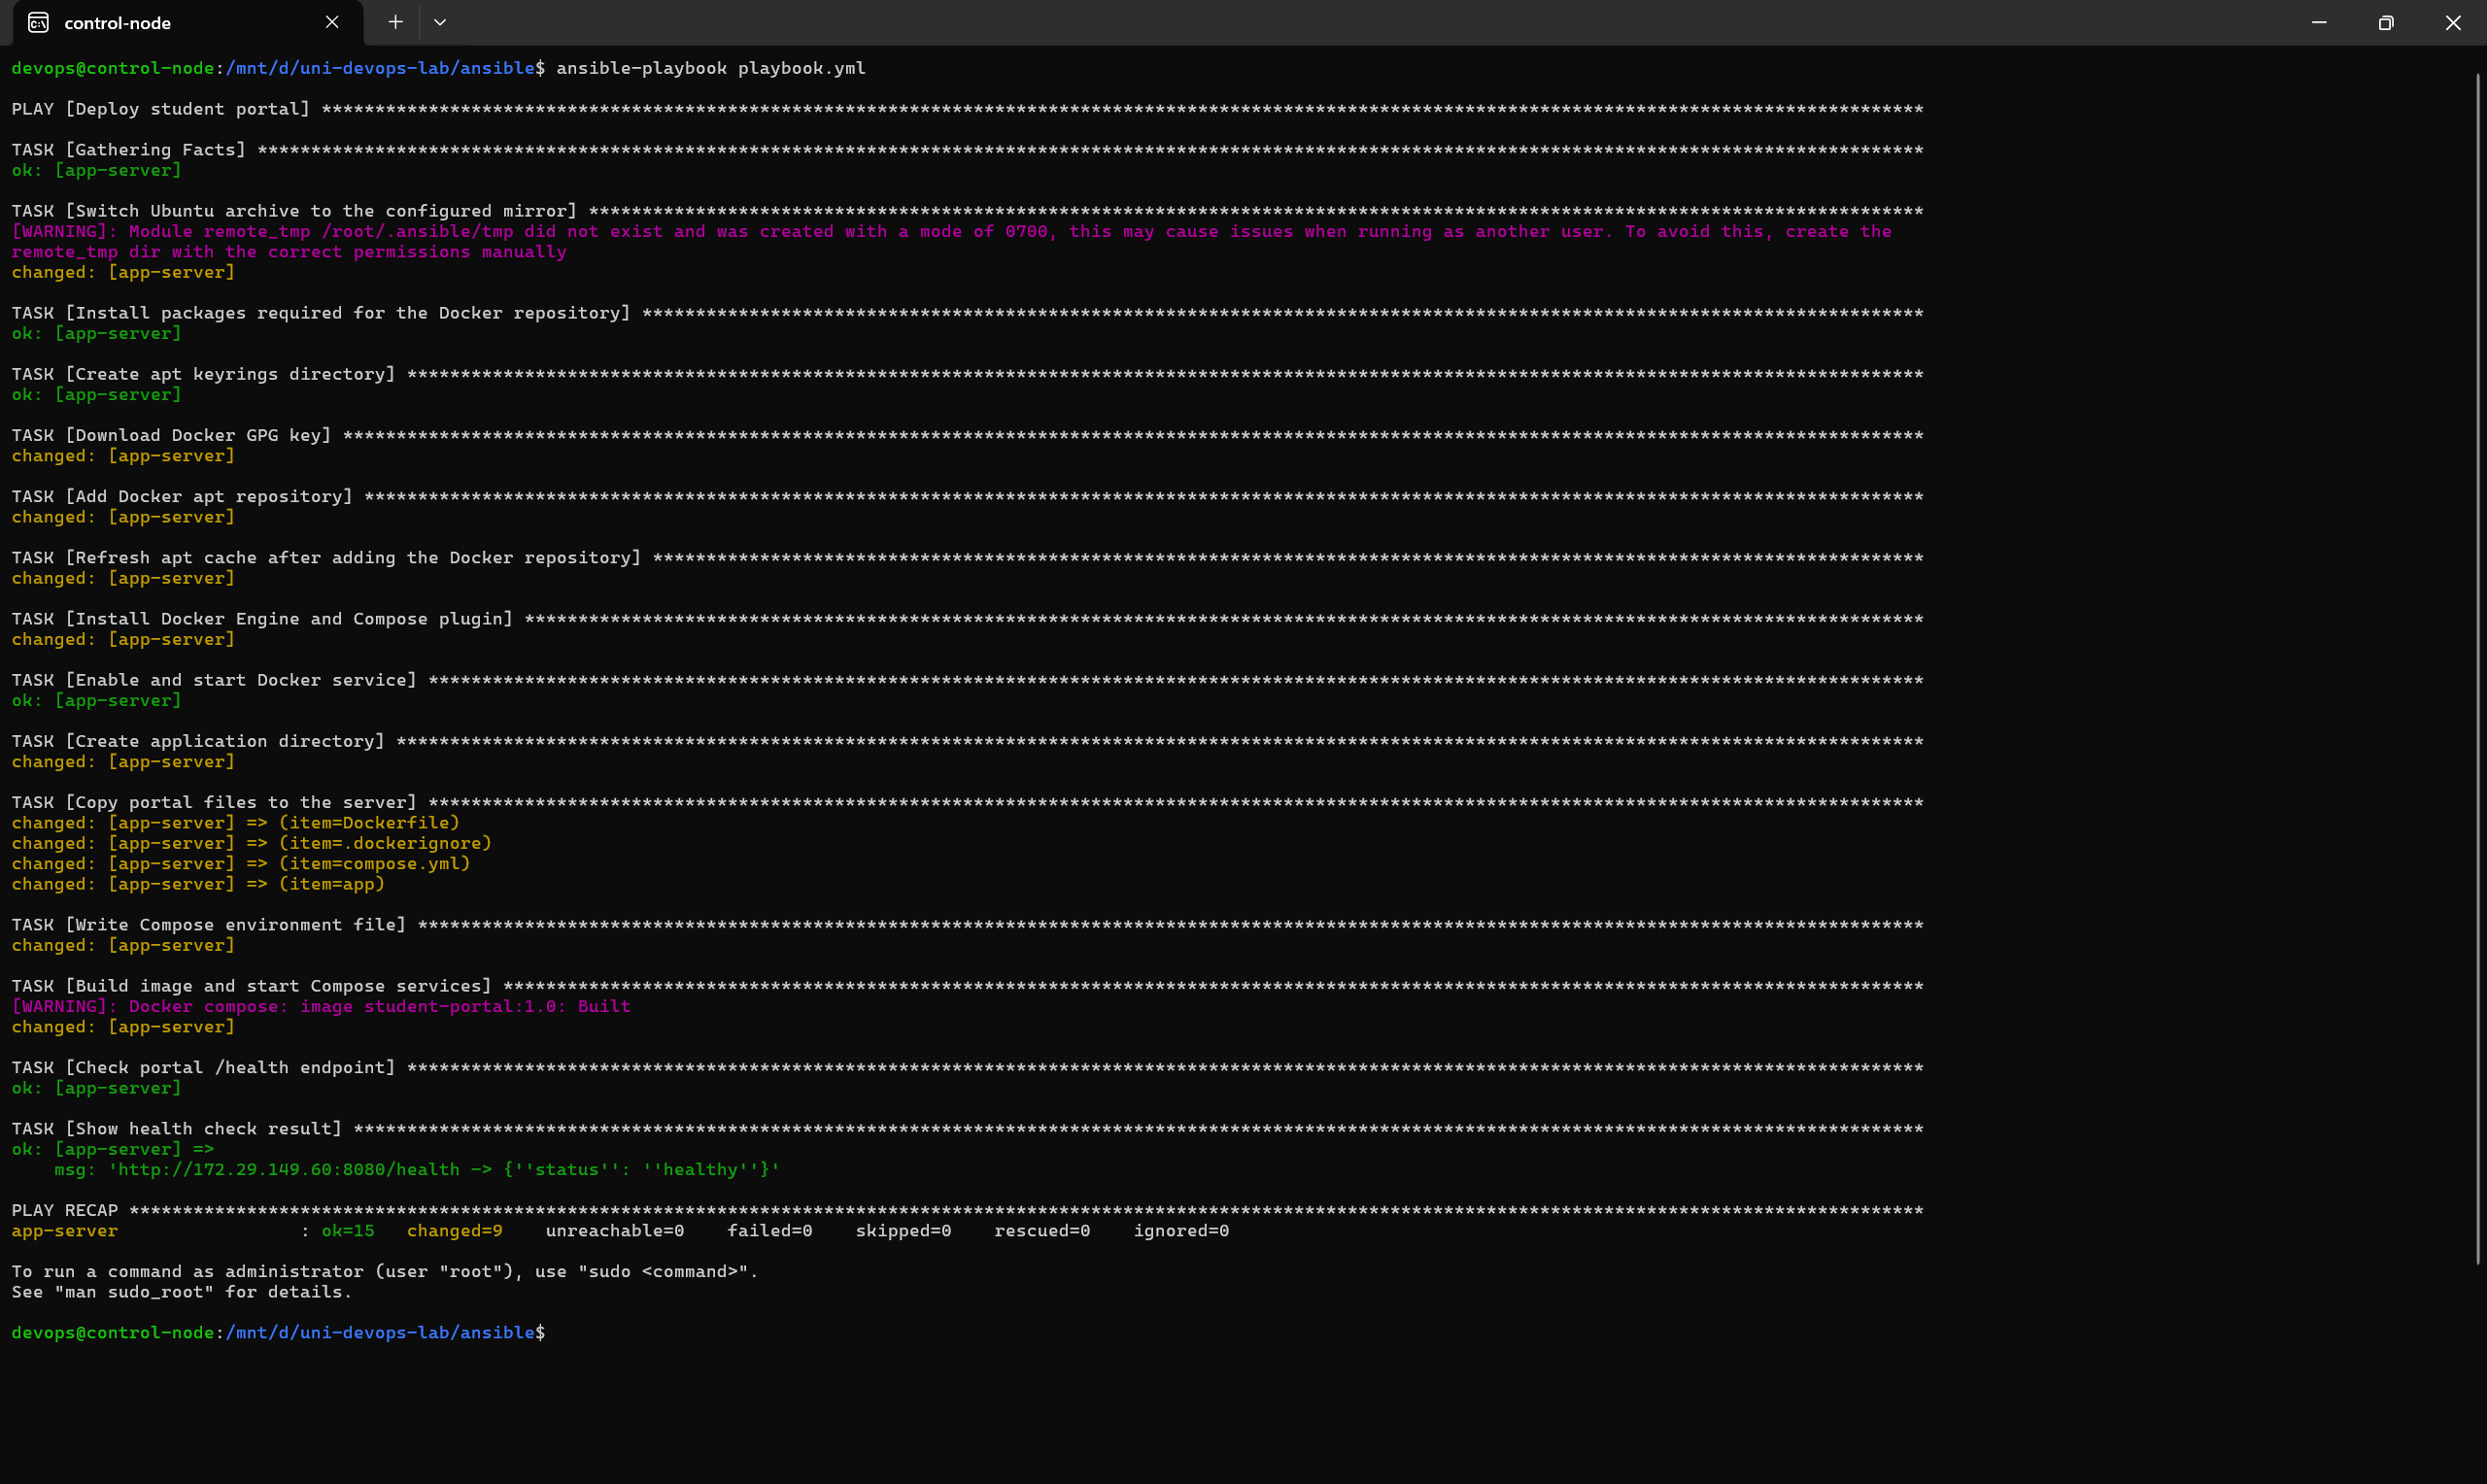 control-node
devops@control-node:/mnt/d/uni-devops-lab/ansible$ ansible-playbook playbook.yml
PLAY [Deploy student portal] ******************************************************************************************************************************************************
TASK [Gathering Facts] ************************************************************************************************************************************************************
ok: [app-server]
TASK [Switch Ubuntu archive to the configured mirror] *****************************************************************************************************************************
[WARNING]: Module remote_tmp /root/.ansible/tmp did not exist and was created with a mode of 0700, this may cause issues when running as another user. To avoid this, create the
remote_tmp dir with the correct permissions manually
changed: [app-server]
TASK [Install packages required for the Docker repository] ************************************************************************************************************************
ok: [app-server]
TASK [Create apt keyrings directory] **********************************************************************************************************************************************
ok: [app-server]
TASK [Download Docker GPG key] ****************************************************************************************************************************************************
changed: [app-server]
TASK [Add Docker apt repository] **************************************************************************************************************************************************
changed: [app-server]
TASK [Refresh apt cache after adding the Docker repository] ***********************************************************************************************************************
changed: [app-server]
TASK [Install Docker Engine and Compose plugin] ***********************************************************************************************************************************
changed: [app-server]
TASK [Enable and start Docker service] ********************************************************************************************************************************************
ok: [app-server]
TASK [Create application directory] ***********************************************************************************************************************************************
changed: [app-server]
TASK [Copy portal files to the server] ********************************************************************************************************************************************
changed: [app-server] => (item=Dockerfile)
changed: [app-server] => (item=.dockerignore)
changed: [app-server] => (item=compose.yml)
changed: [app-server] => (item=app)
TASK [Write Compose environment file] *********************************************************************************************************************************************
changed: [app-server]
TASK [Build image and start Compose services] *************************************************************************************************************************************
[WARNING]: Docker compose: image student-portal:1.0: Built
changed: [app-server]
TASK [Check portal /health endpoint] **********************************************************************************************************************************************
ok: [app-server]
TASK [Show health check result] ***************************************************************************************************************************************************
ok: [app-server] =>
    msg: 'http://172.29.149.60:8080/health -> {''status'': ''healthy''}'
PLAY RECAP ************************************************************************************************************************************************************************
app-server                 : ok=15   changed=9    unreachable=0    failed=0    skipped=0    rescued=0    ignored=0
To run a command as administrator (user "root"), use "sudo <command>".
See "man sudo_root" for details.
devops@control-node:/mnt/d/uni-devops-lab/ansible$